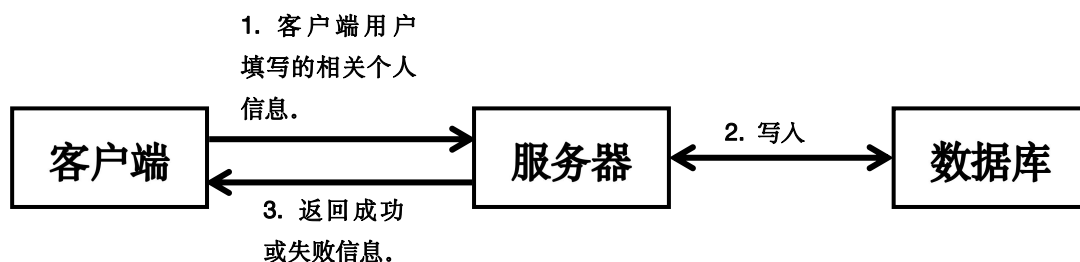 1. 客户端用户
填写的相关个人
信息.
客户端
服务器
2. 写入
数据库
3. 返回成功
或失败信息.